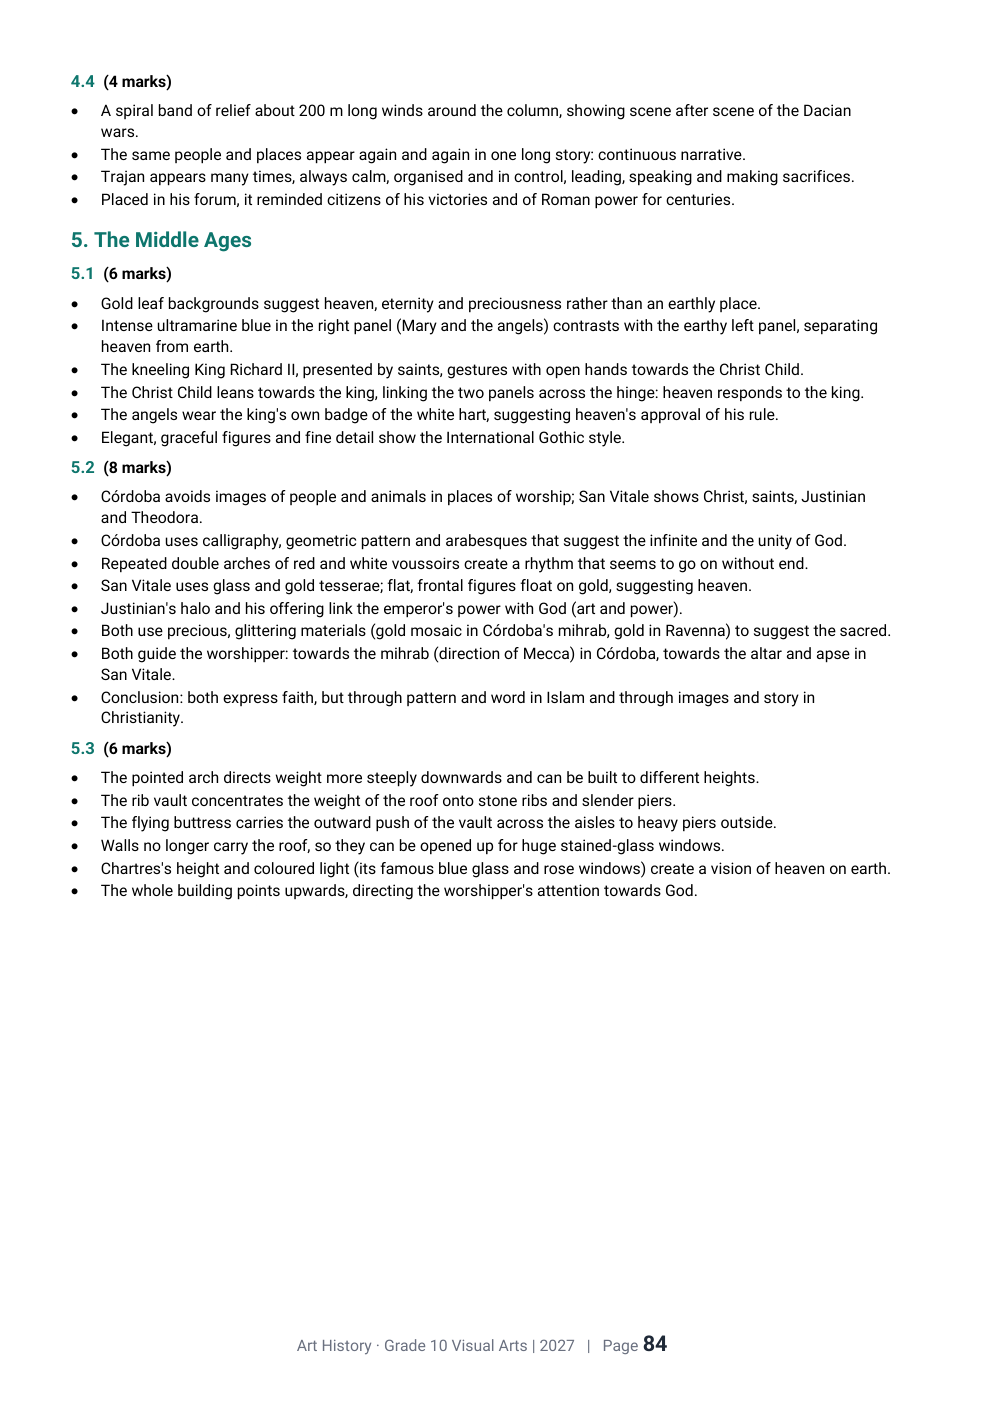 4.4 (4 marks)
• A spiral band of relief about 200 m long winds around the column, showing scene after scene of the Dacian
wars.
• The same people and places appear again and again in one long story: continuous narrative.
• Trajan appears many times, always calm, organised and in control, leading, speaking and making sacrifices.
• Placed in his forum, it reminded citizens of his victories and of Roman power for centuries.
5. The Middle Ages
5.1 (6 marks)
• Gold leaf backgrounds suggest heaven, eternity and preciousness rather than an earthly place.
• Intense ultramarine blue in the right panel (Mary and the angels) contrasts with the earthy left panel, separating
heaven from earth.
• The kneeling King Richard II, presented by saints, gestures with open hands towards the Christ Child.
• The Christ Child leans towards the king, linking the two panels across the hinge: heaven responds to the king.
• The angels wear the king's own badge of the white hart, suggesting heaven's approval of his rule.
• Elegant, graceful figures and fine detail show the International Gothic style.
5.2 (8 marks)
• Córdoba avoids images of people and animals in places of worship; San Vitale shows Christ, saints, Justinian
and Theodora.
• Córdoba uses calligraphy, geometric pattern and arabesques that suggest the infinite and the unity of God.
• Repeated double arches of red and white voussoirs create a rhythm that seems to go on without end.
• San Vitale uses glass and gold tesserae; flat, frontal figures float on gold, suggesting heaven.
• Justinian's halo and his offering link the emperor's power with God (art and power).
• Both use precious, glittering materials (gold mosaic in Córdoba's mihrab, gold in Ravenna) to suggest the sacred.
• Both guide the worshipper: towards the mihrab (direction of Mecca) in Córdoba, towards the altar and apse in
San Vitale.
• Conclusion: both express faith, but through pattern and word in Islam and through images and story in
Christianity.
5.3 (6 marks)
• The pointed arch directs weight more steeply downwards and can be built to different heights.
• The rib vault concentrates the weight of the roof onto stone ribs and slender piers.
• The flying buttress carries the outward push of the vault across the aisles to heavy piers outside.
• Walls no longer carry the roof, so they can be opened up for huge stained-glass windows.
• Chartres's height and coloured light (its famous blue glass and rose windows) create a vision of heaven on earth.
• The whole building points upwards, directing the worshipper's attention towards God.
Art History · Grade 10 Visual Arts | 2027 | Page 84